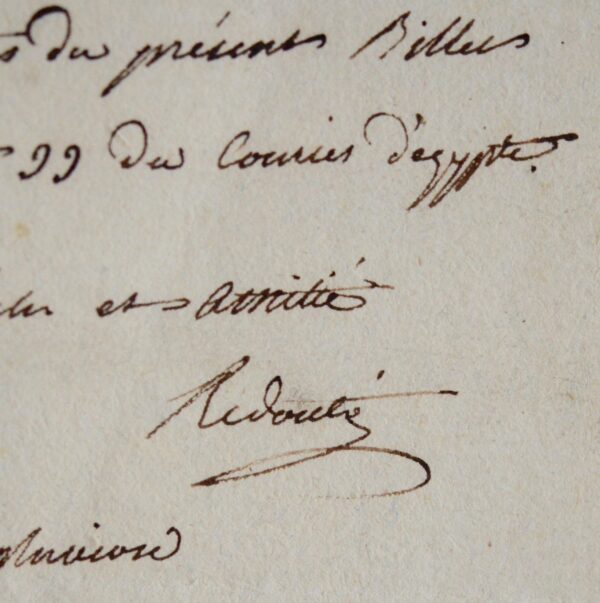 du présent Billet
99 du Courier d'egypte.
et amitié
Redouté
pluviose